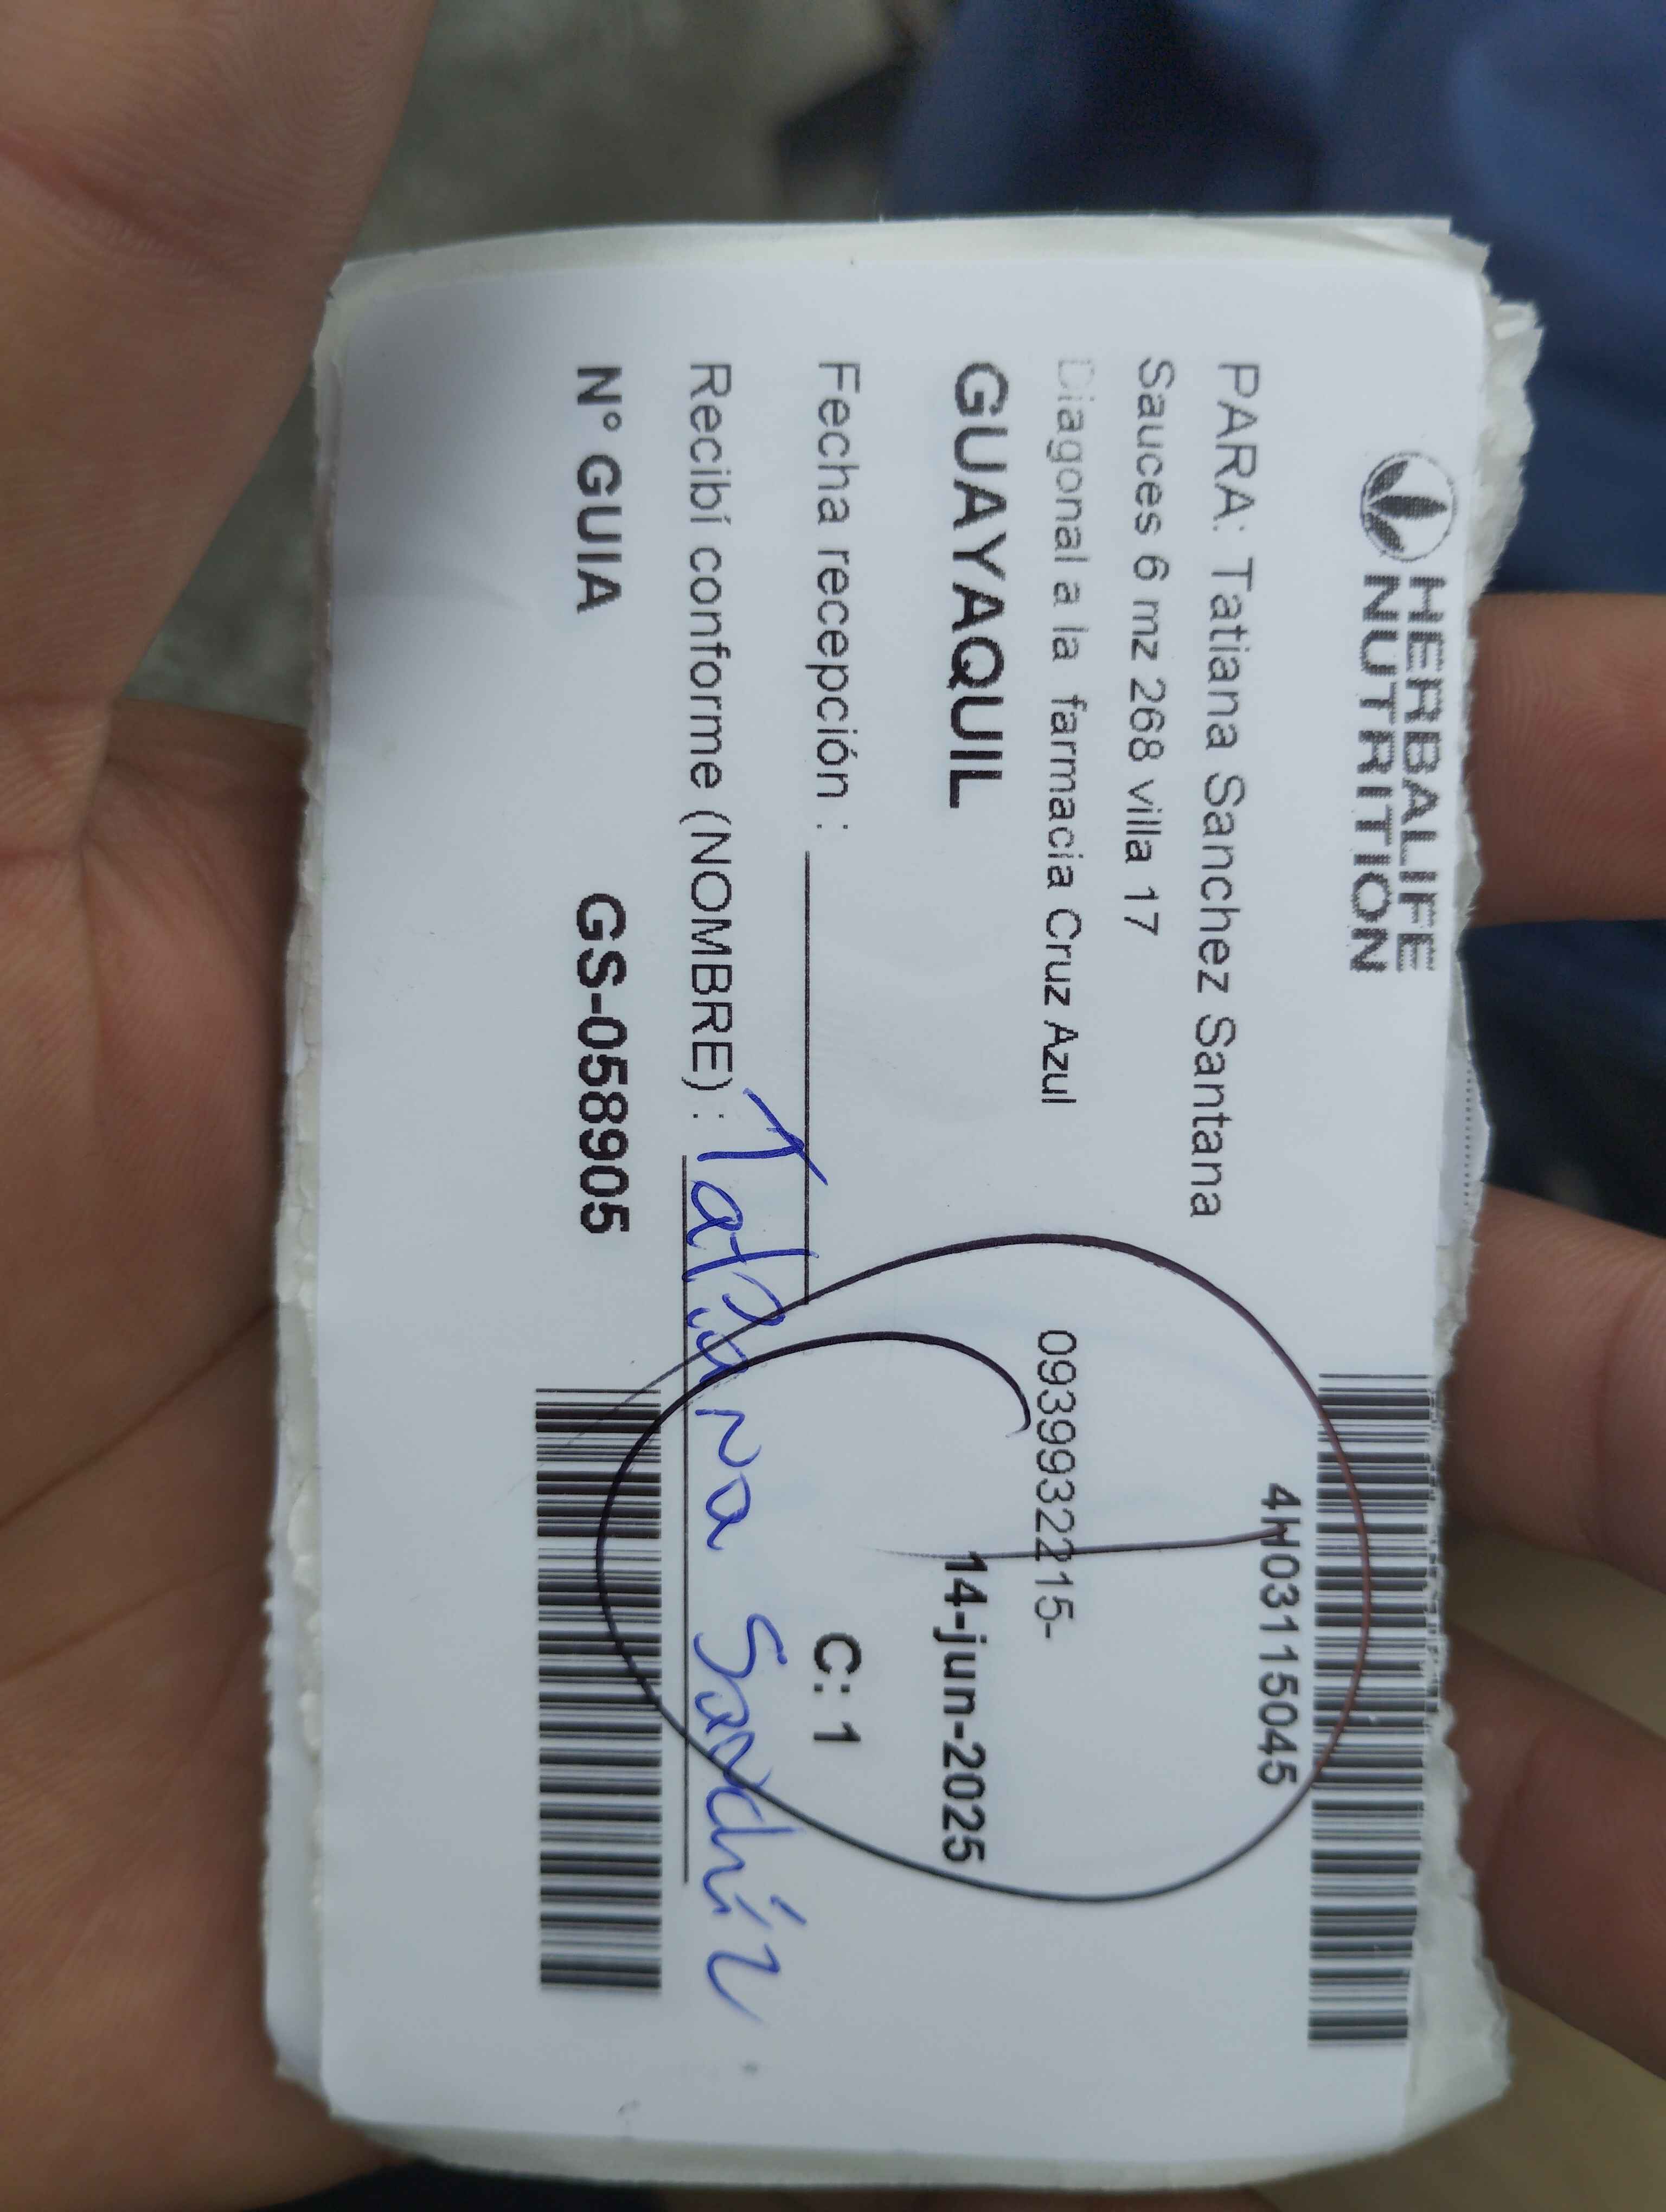 HERBALIFE
NUTRITION
4H03115045
PARA: Tatiana Sanchez Santana
Sauces 6 mz 268 villa 17
Diagonal a la farmacia Cruz Azul
0939932215-
GUAYAQUIL
14-jun-2025
Fecha recepción :
C: 1
Recibí conforme (NOMBRE) : Tatiana
N° GUIA GS-058905